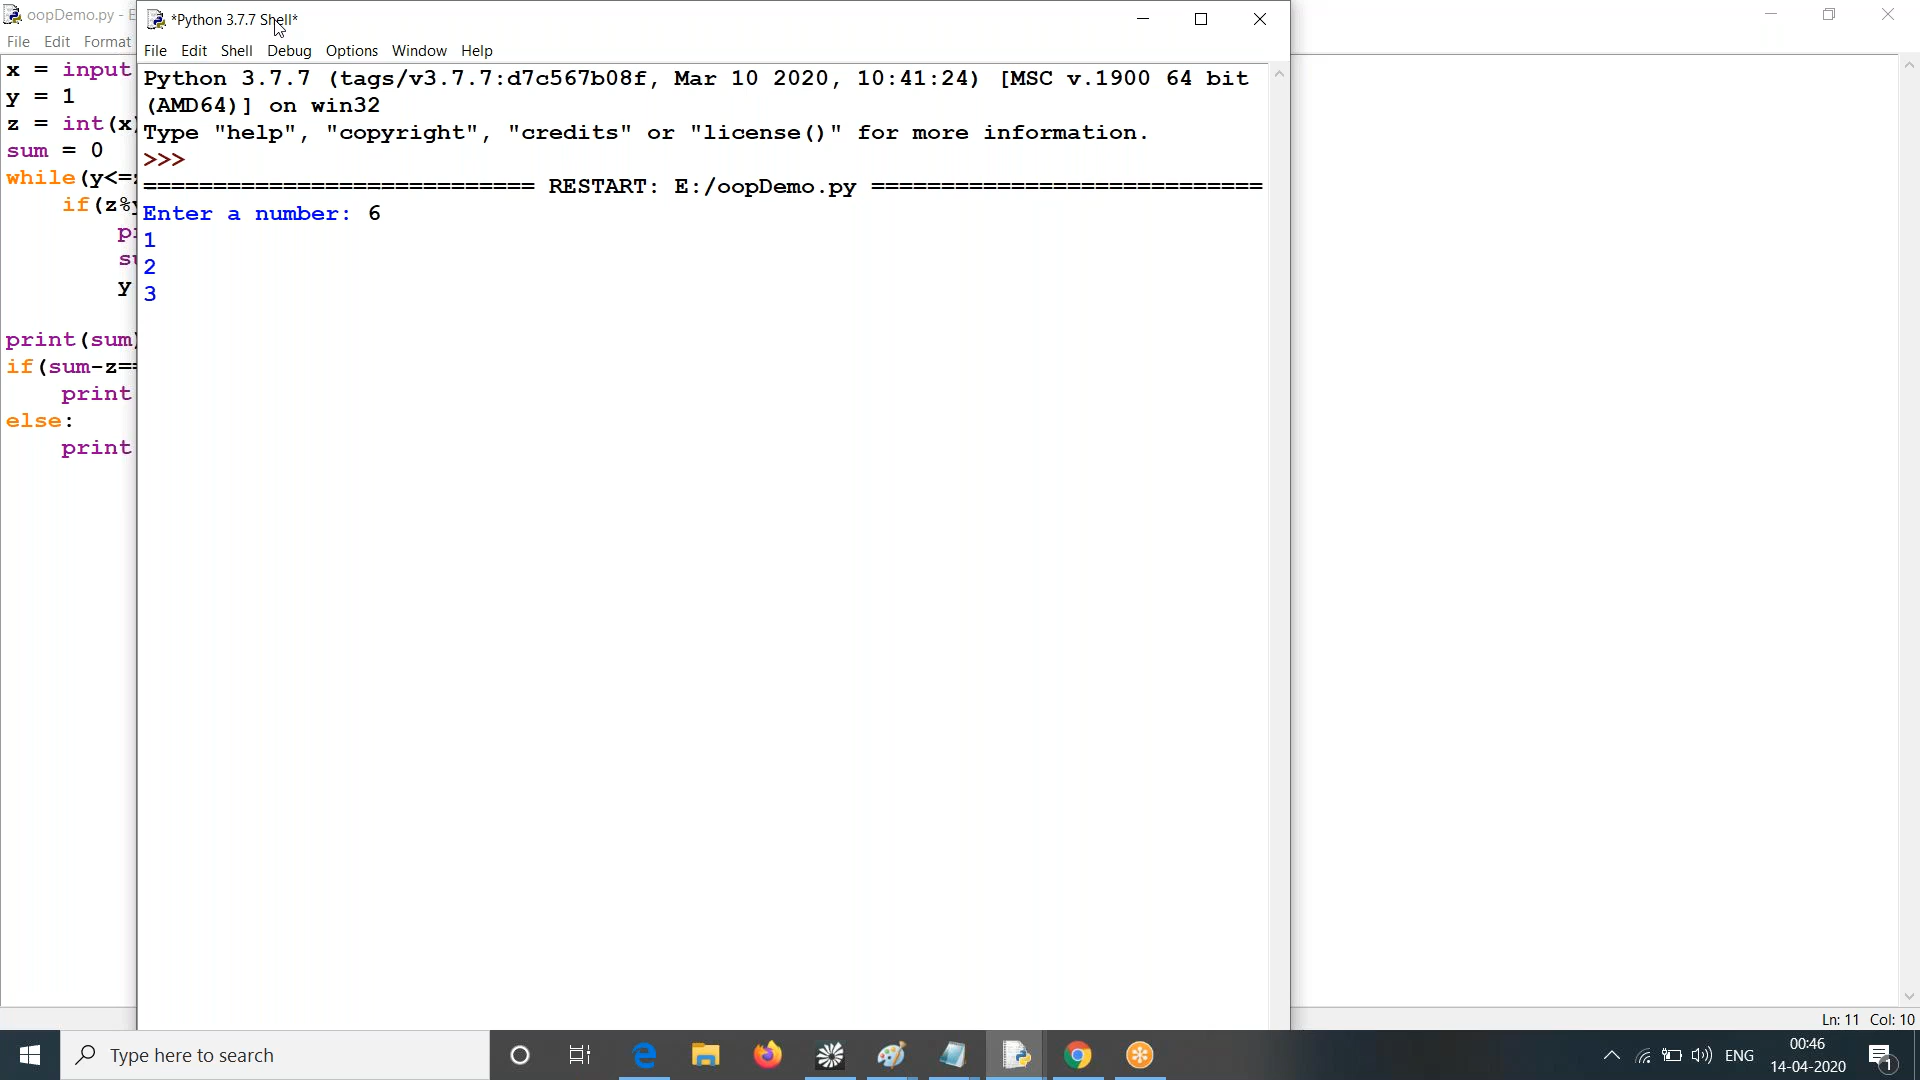 oopDemo.py - E
*Python 3.7.7 Shell*
File Edit Format
File Edit Shell Debug Options Window Help
x = input
y = 1
z = int(x)
sum = 0
while(y<=
if(z%y
p
su
y
print(sum)
if(sum-z==
print
else:
print
Python 3.7.7 (tags/v3.7.7:d7c567b08f, Mar 10 2020, 10:41:24) [MSC v.1900 64 bit
(AMD64)] on win32
Type "help", "copyright", "credits" or "license()" for more information.
>>>
============================ RESTART: E:/oopDemo.py ============================
Enter a number: 6
1
2
3
Ln: 11 Col: 10
Type here to search
ENG
00:46
14-04-2020
1